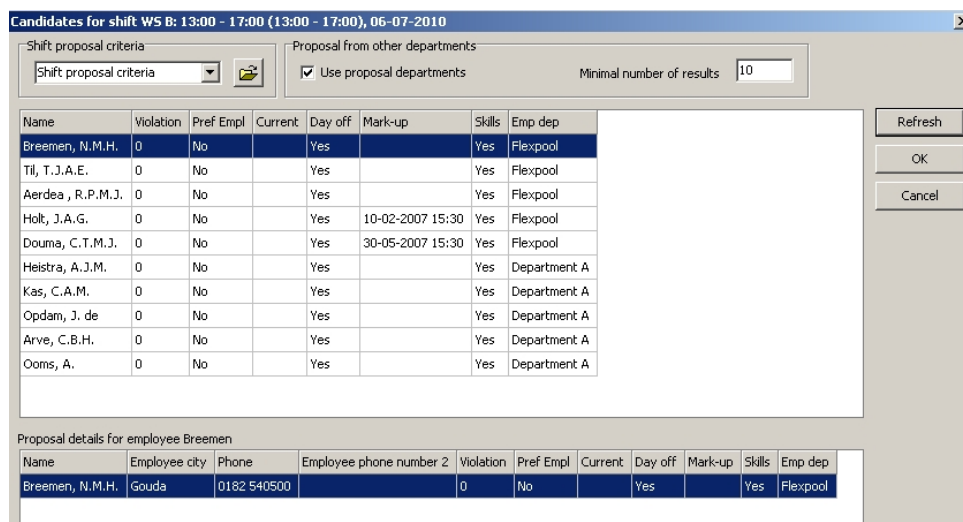 Candidates for shift WS B: 13:00 - 17:00 (13:00 - 17:00), 06-07-2010
Shift proposal criteria
Proposal from other departments
Shift proposal criteria
Use proposal departments
Minimal number of results 10
Name Violation Pref Empl Current Day off Mark-up Skills Emp dep
Breemen, N.M.H. 0 No Yes Yes Flexpool
Til, T.J.A.E. 0 No Yes Yes Flexpool
Aerdea , R.P.M.J. 0 No Yes Yes Flexpool
Holt, J.A.G. 0 No Yes 10-02-2007 15:30 Yes Flexpool
Douma, C.T.M.J. 0 No Yes 30-05-2007 15:30 Yes Flexpool
Heistra, A.J.M. 0 No Yes Yes Department A
Kas, C.A.M. 0 No Yes Yes Department A
Opdam, J. de 0 No Yes Yes Department A
Arve, C.B.H. 0 No Yes Yes Department A
Ooms, A. 0 No Yes Yes Department A
Refresh
OK
Cancel
Proposal details for employee Breemen
Name Employee city Phone Employee phone number 2 Violation Pref Empl Current Day off Mark-up Skills Emp dep
Breemen, N.M.H. Gouda 0182 540500 0 No Yes Yes Flexpool